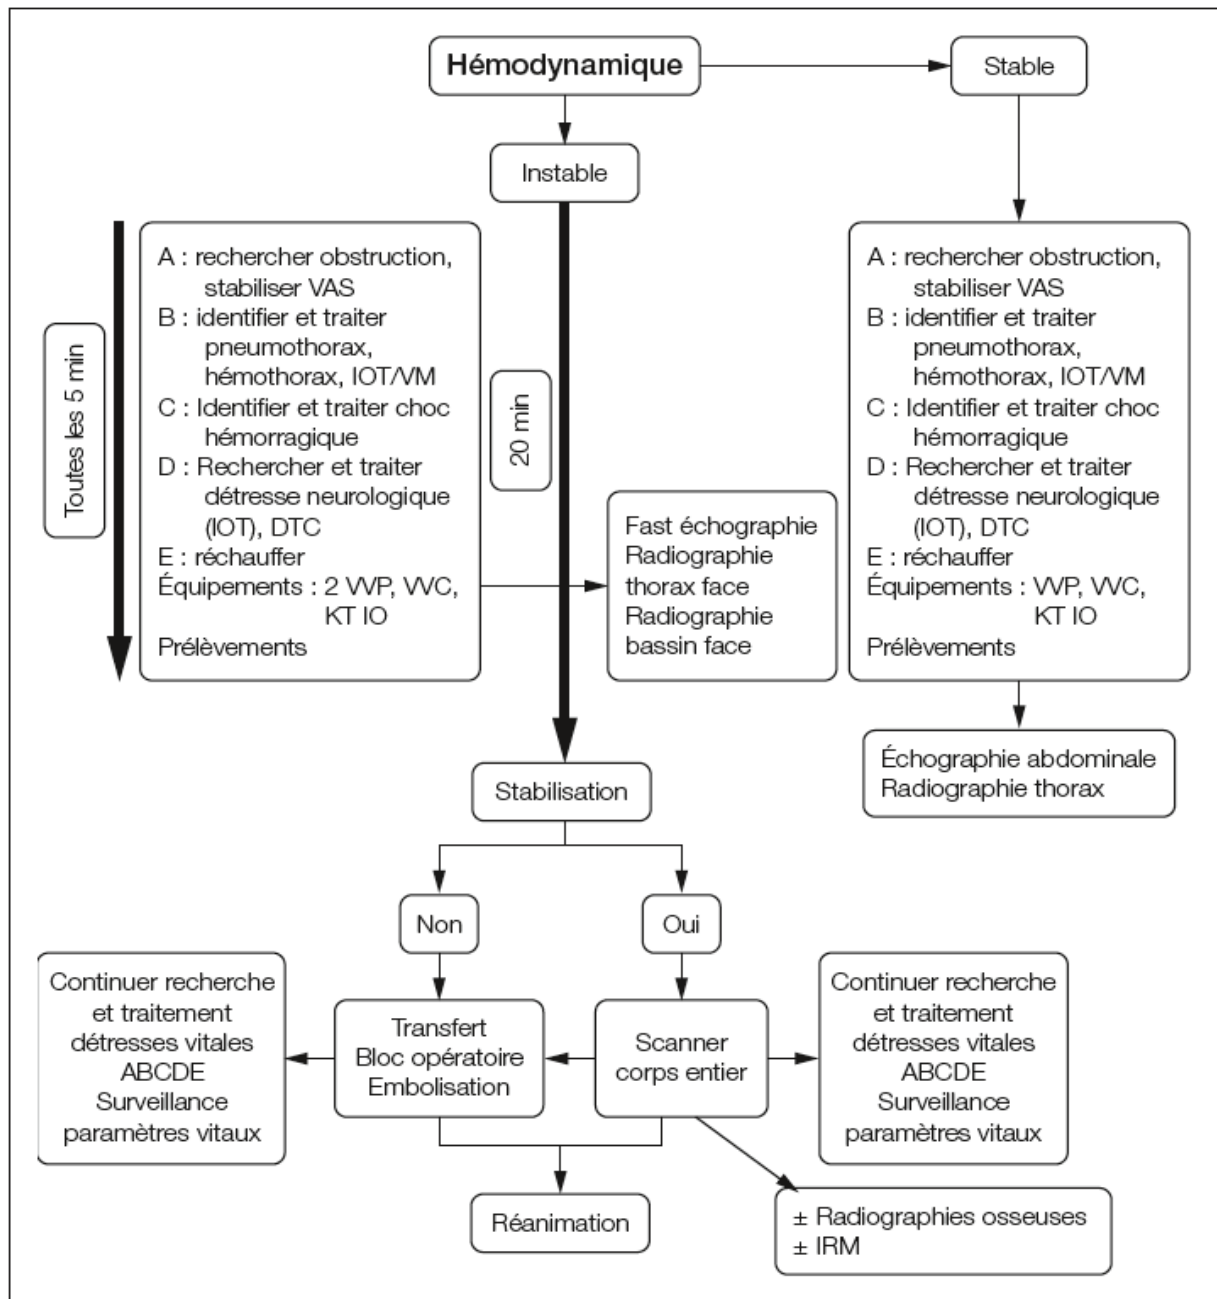 Hémodynamique
Stable
Instable
Toutes les 5 min
A : rechercher obstruction,
stabiliser VAS
B : identifier et traiter
pneumothorax,
hémothorax, IOT/VM
C : Identifier et traiter choc
hémorragique
D : Rechercher et traiter
détresse neurologique
(IOT), DTC
E : réchauffer
Équipements : 2 VVP, VVC,
KT IO
Prélèvements
20 min
Fast échographie
Radiographie
thorax face
Radiographie
bassin face
A : rechercher obstruction,
stabiliser VAS
B : identifier et traiter
pneumothorax,
hémothorax, IOT/VM
C : Identifier et traiter choc
hémorragique
D : Rechercher et traiter
détresse neurologique
(IOT), DTC
E : réchauffer
Équipements : VVP, VVC,
KT IO
Prélèvements
Échographie abdominale
Radiographie thorax
Stabilisation
Non
Oui
Continuer recherche
et traitement
détresses vitales
ABCDE
Surveillance
paramètres vitaux
Transfert
Bloc opératoire
Embolisation
Scanner
corps entier
Continuer recherche
et traitement
détresses vitales
ABCDE
Surveillance
paramètres vitaux
Réanimation
± Radiographies osseuses
± IRM